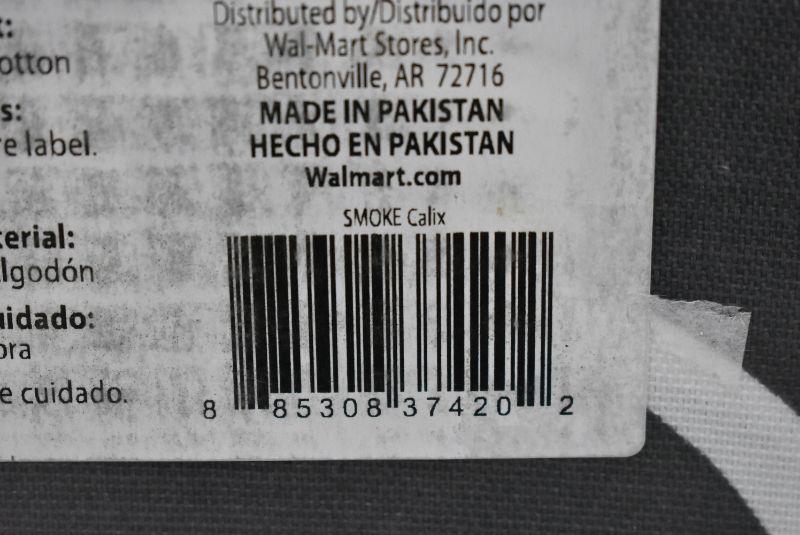 t:
otton
s:
re label.
terial:
lgodón
uidado:
ora
e cuidado.
Distributed by/Distribuido por
Wal-Mart Stores, Inc.
Bentonville, AR 72716
MADE IN PAKISTAN
HECHO EN PAKISTAN
Walmart.com
SMOKE Calix
8 85308 37420 2